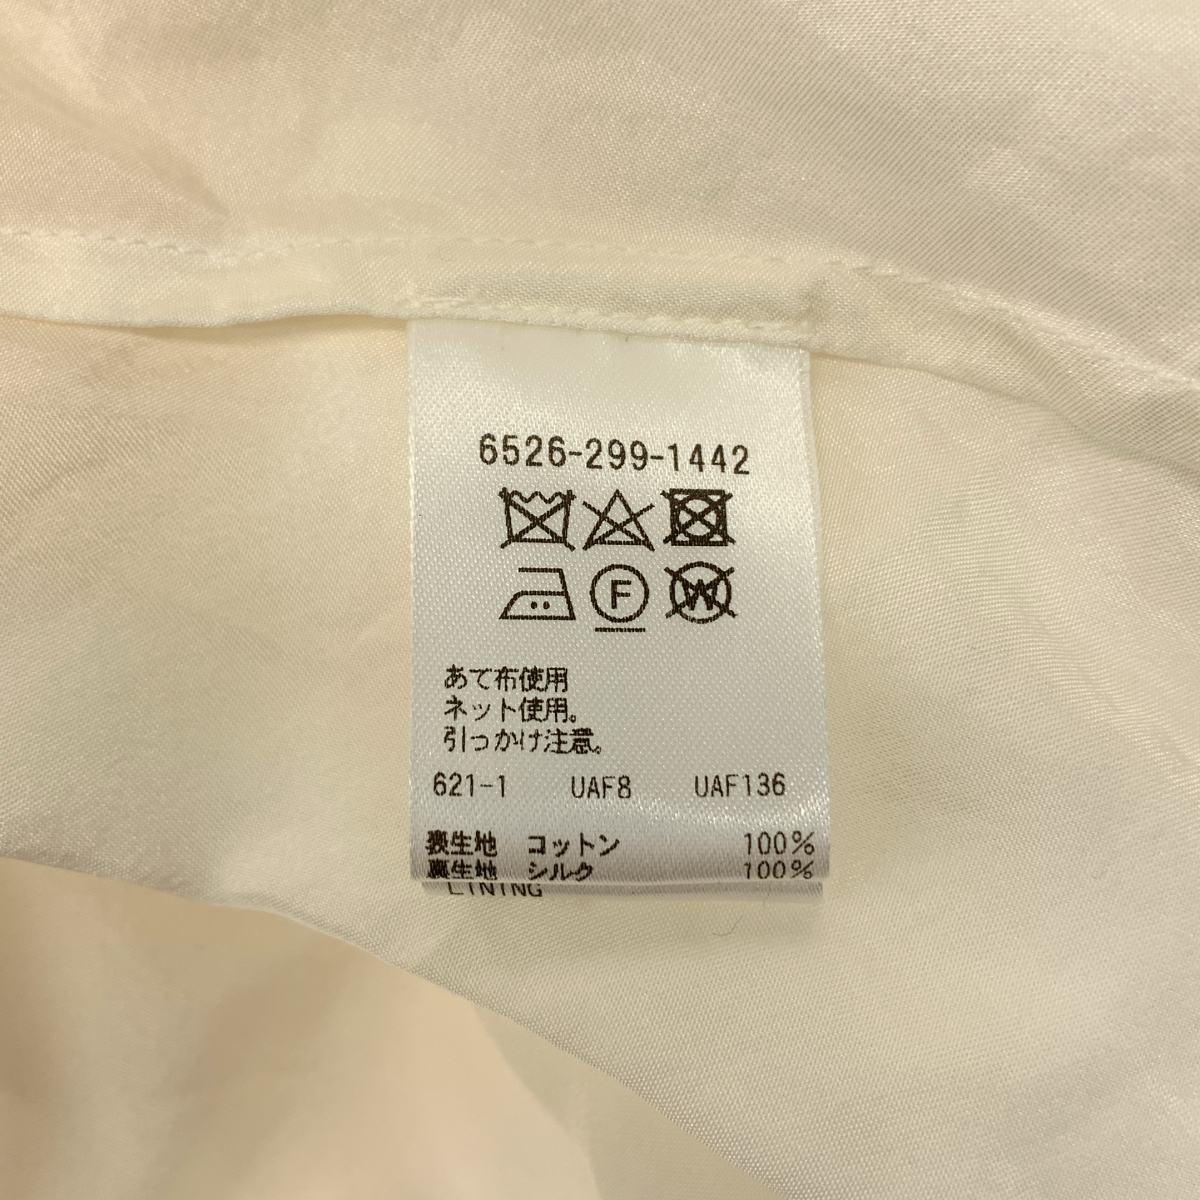 6526-299-1442
F
W
あて布使用
ネット使用。
引っかけ注意。
621-1 UAF8 UAF136
裏生地 コットン 100%
裏生地 シルク 100%
LINING